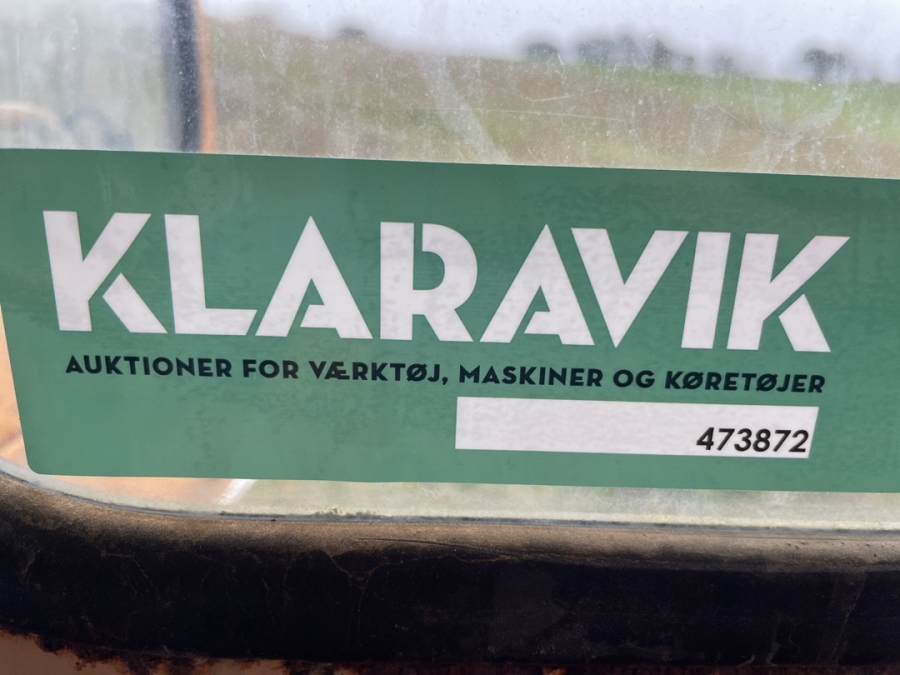 KLARAVIK
AUKTIONER FOR VÆRKTØJ, MASKINER OG KØRETØJER
473872